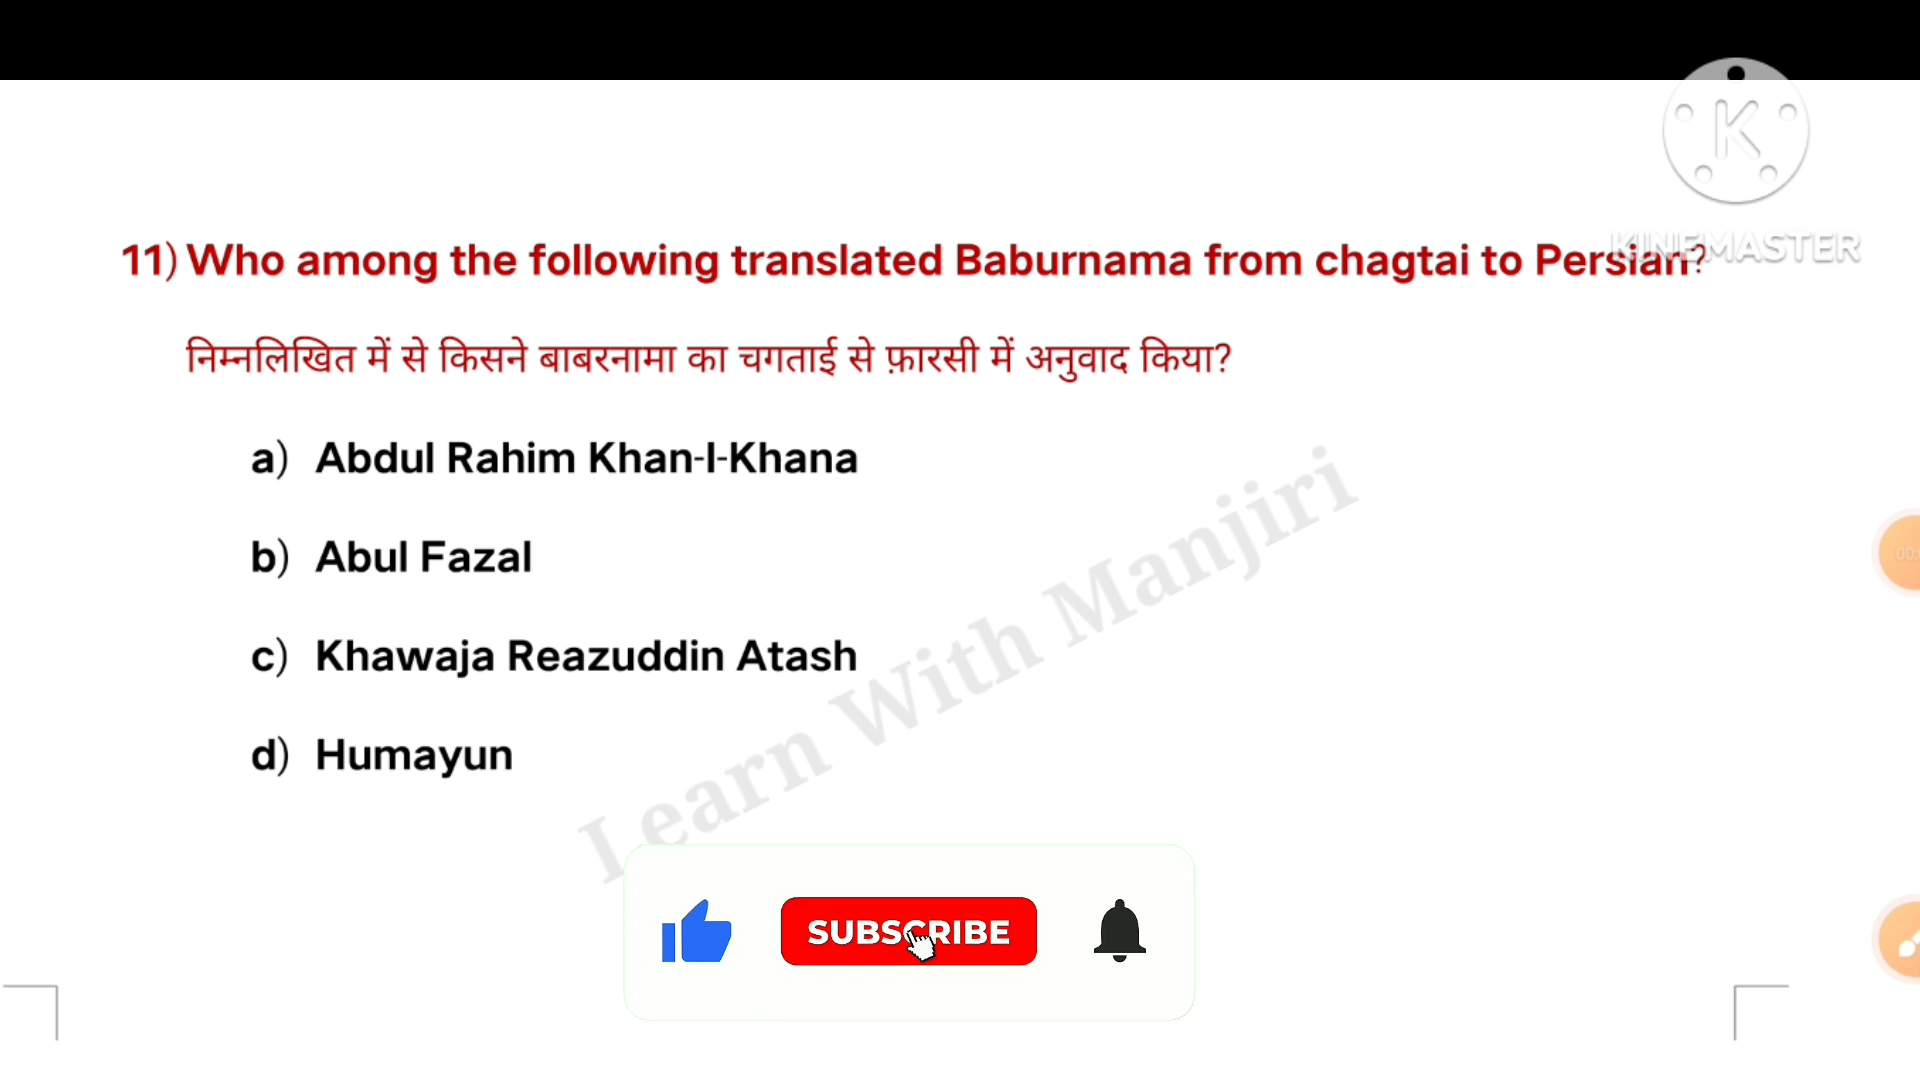 K
KINEMASTER
11) Who among the following translated Baburnama from chagtai to Persian?
निम्नलिखित में से किसने बाबरनामा का चगताई से फ़ारसी में अनुवाद किया?
a) Abdul Rahim Khan-I-Khana
b) Abul Fazal
c) Khawaja Reazuddin Atash
d) Humayun
Learn With Manjiri
SUBSCRIBE